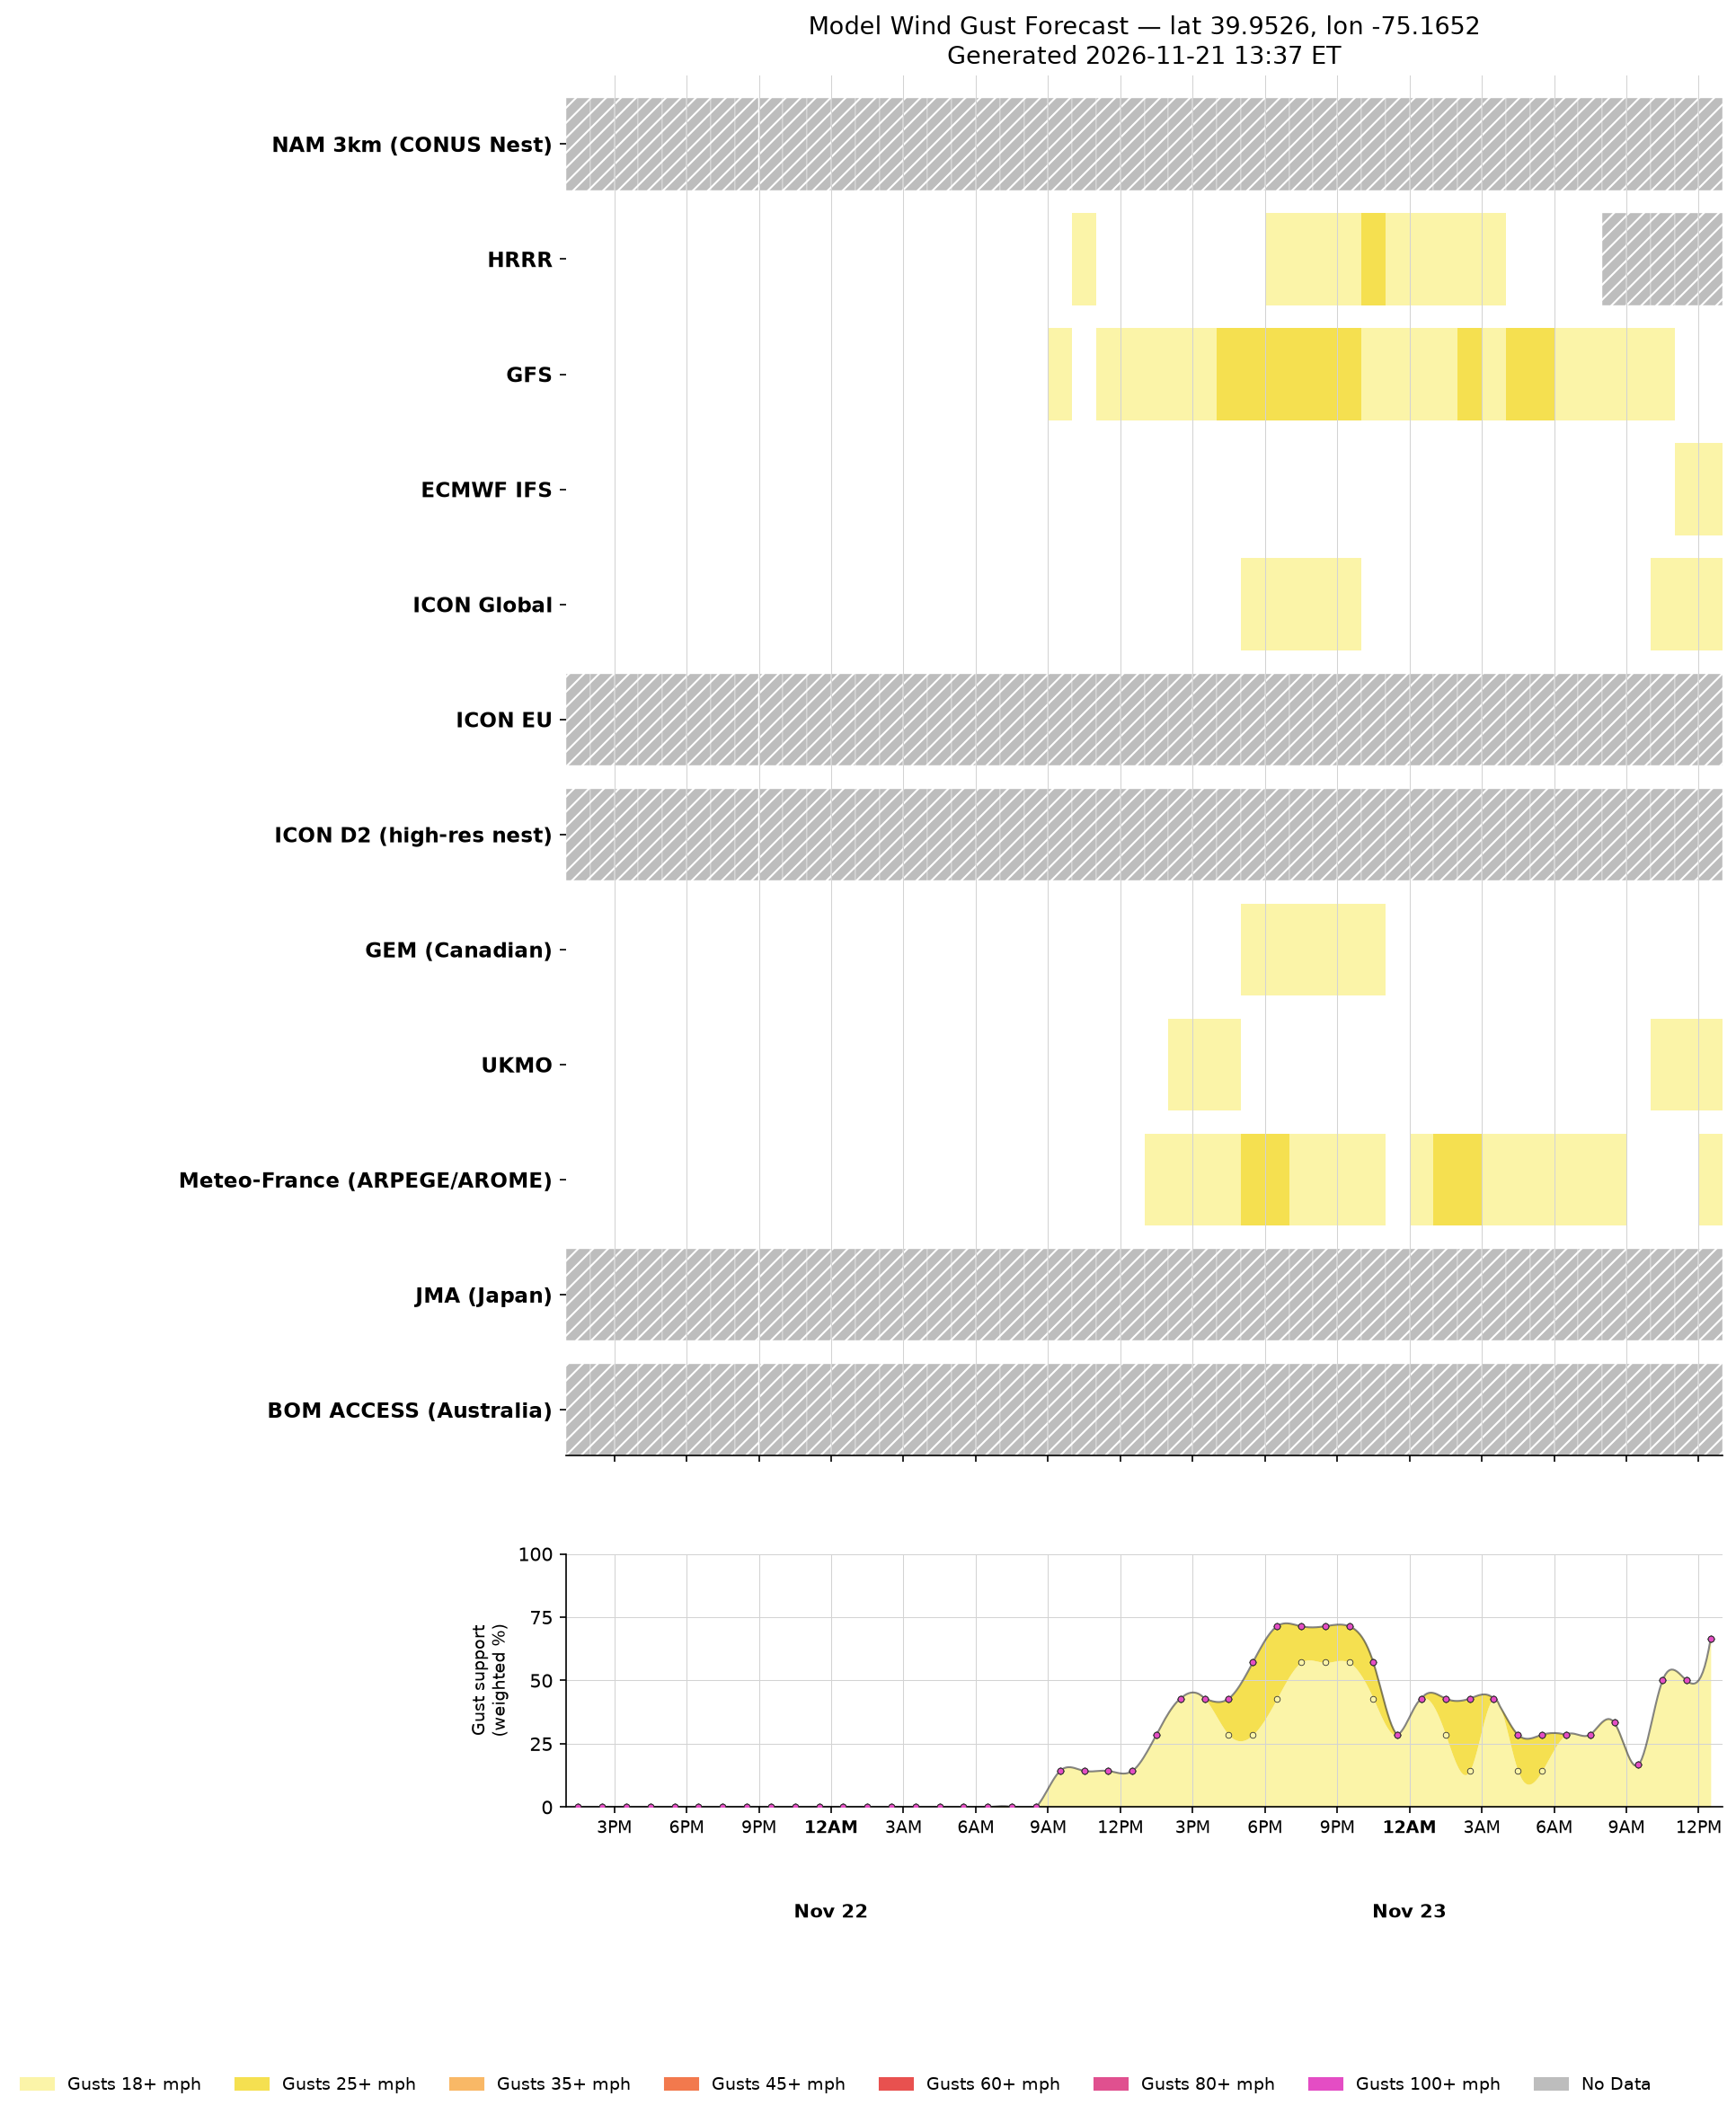 Model Wind Gust Forecast — lat 39.9526, lon -75.1652
Generated 2026-11-21 13:37 ET
NAM 3km (CONUS Nest)
HRRR
GFS
ECMWF IFS
ICON Global
ICON EU
ICON D2 (high-res nest)
GEM (Canadian)
UKMO
Meteo-France (ARPEGE/AROME)
JMA (Japan)
BOM ACCESS (Australia)
Gust support
(weighted %)
100
75
50
25
0
3PM 6PM 9PM 12AM 3AM 6AM 9AM 12PM 3PM 6PM 9PM 12AM 3AM 6AM 9AM 12PM
Nov 22 Nov 23
Gusts 18+ mph Gusts 25+ mph Gusts 35+ mph Gusts 45+ mph Gusts 60+ mph Gusts 80+ mph Gusts 100+ mph No Data